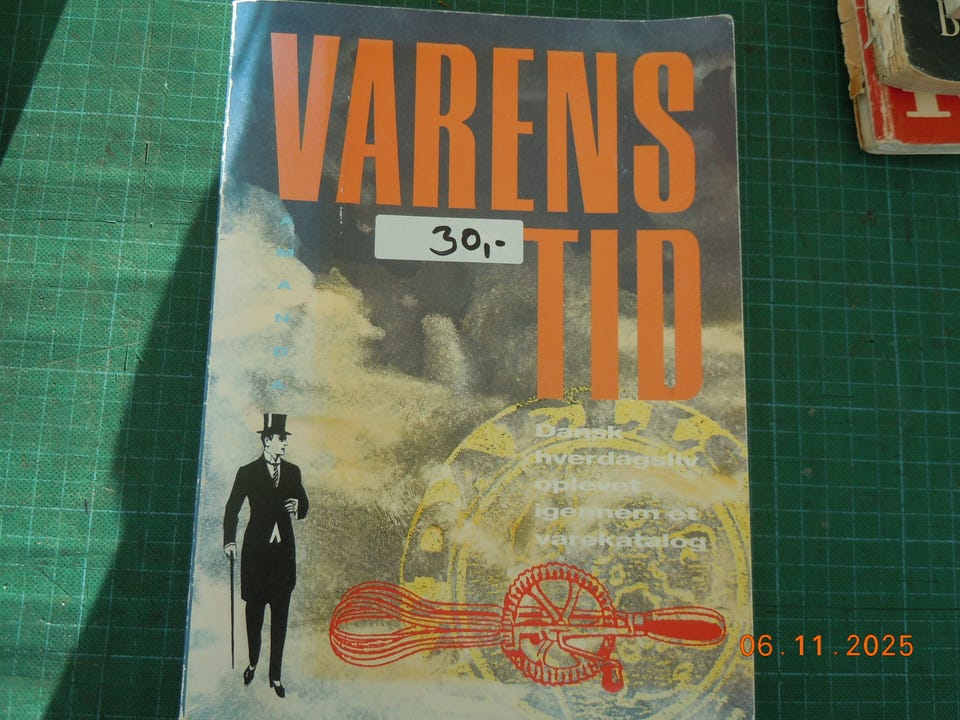 VARENS
30,-
TID
Dansk
hverdagsliv
oplevet
igennem et
varekatalog
06.11.2025